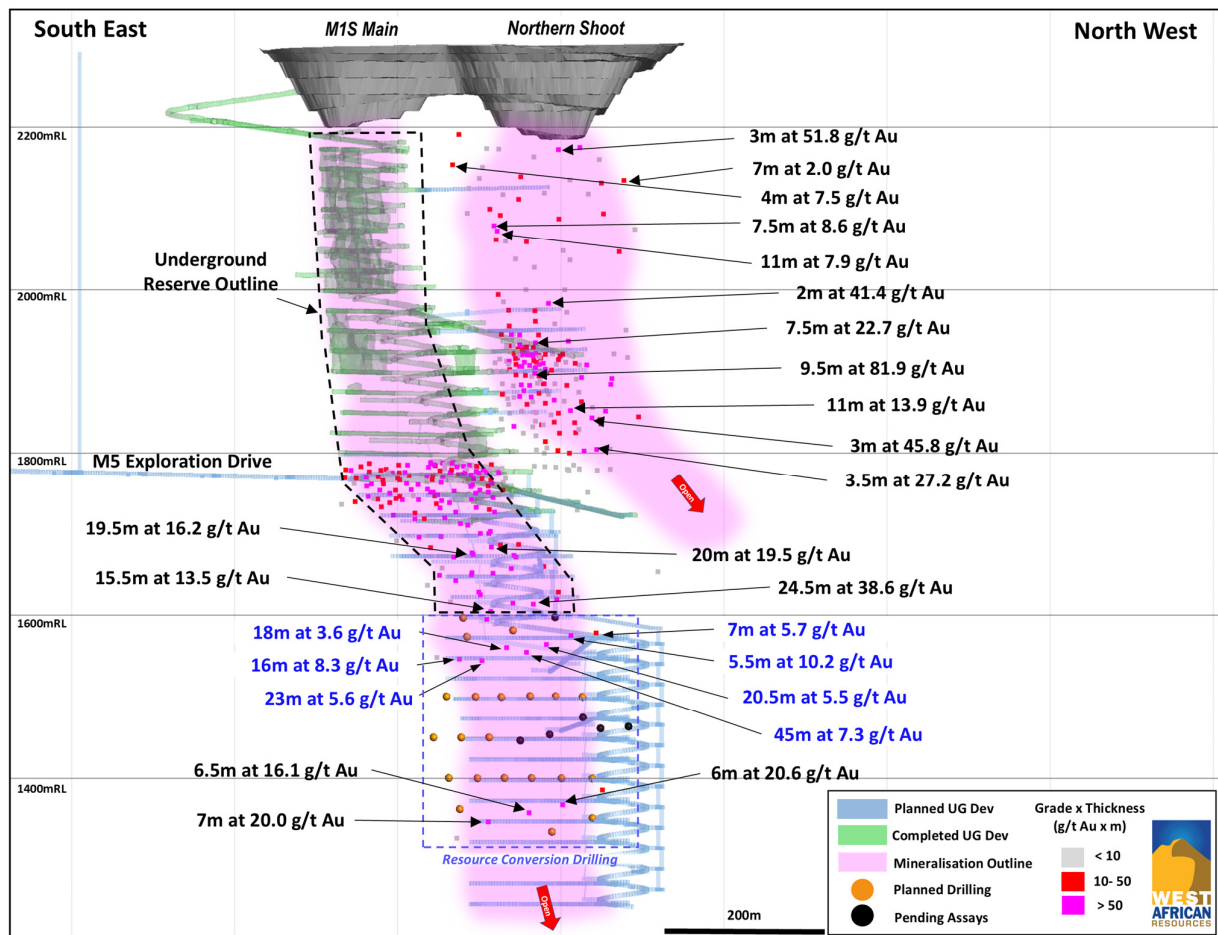 South East
M1S Main
Northern Shoot
North West
2200mRL
3m at 51.8 g/t Au
7m at 2.0 g/t Au
4m at 7.5 g/t Au
7.5m at 8.6 g/t Au
11m at 7.9 g/t Au
Underground
Reserve Outline
2000mRL
2m at 41.4 g/t Au
7.5m at 22.7 g/t Au
9.5m at 81.9 g/t Au
11m at 13.9 g/t Au
3m at 45.8 g/t Au
1800mRL
M5 Exploration Drive
3.5m at 27.2 g/t Au
Open
19.5m at 16.2 g/t Au
20m at 19.5 g/t Au
15.5m at 13.5 g/t Au
24.5m at 38.6 g/t Au
1600mRL
18m at 3.6 g/t Au
7m at 5.7 g/t Au
16m at 8.3 g/t Au
5.5m at 10.2 g/t Au
23m at 5.6 g/t Au
20.5m at 5.5 g/t Au
45m at 7.3 g/t Au
6.5m at 16.1 g/t Au
6m at 20.6 g/t Au
1400mRL
7m at 20.0 g/t Au
Resource Conversion Drilling
Open
200m
Planned UG Dev
Completed UG Dev
Mineralisation Outline
Planned Drilling
Pending Assays
Grade x Thickness
(g/t Au x m)
< 10
10- 50
> 50
WEST
AFRICAN
RESOURCES